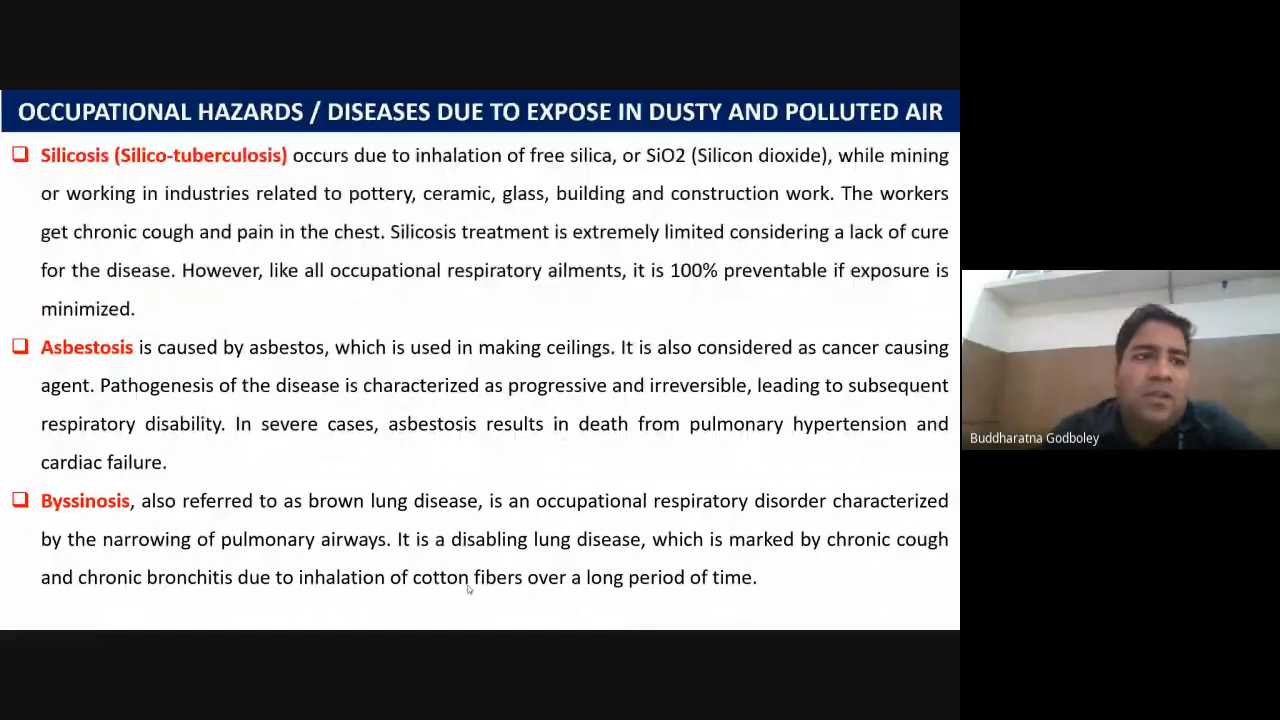 OCCUPATIONAL HAZARDS / DISEASES DUE TO EXPOSE IN DUSTY AND POLLUTED AIR
Silicosis (Silico-tuberculosis) occurs due to inhalation of free silica, or SiO2 (Silicon dioxide), while mining
or working in industries related to pottery, ceramic, glass, building and construction work. The workers
get chronic cough and pain in the chest. Silicosis treatment is extremely limited considering a lack of cure
for the disease. However, like all occupational respiratory ailments, it is 100% preventable if exposure is
minimized.
Asbestosis is caused by asbestos, which is used in making ceilings. It is also considered as cancer causing
agent. Pathogenesis of the disease is characterized as progressive and irreversible, leading to subsequent
respiratory disability. In severe cases, asbestosis results in death from pulmonary hypertension and
cardiac failure.
Byssinosis, also referred to as brown lung disease, is an occupational respiratory disorder characterized
by the narrowing of pulmonary airways. It is a disabling lung disease, which is marked by chronic cough
and chronic bronchitis due to inhalation of cotton fibers over a long period of time.
Buddharatna Godboley